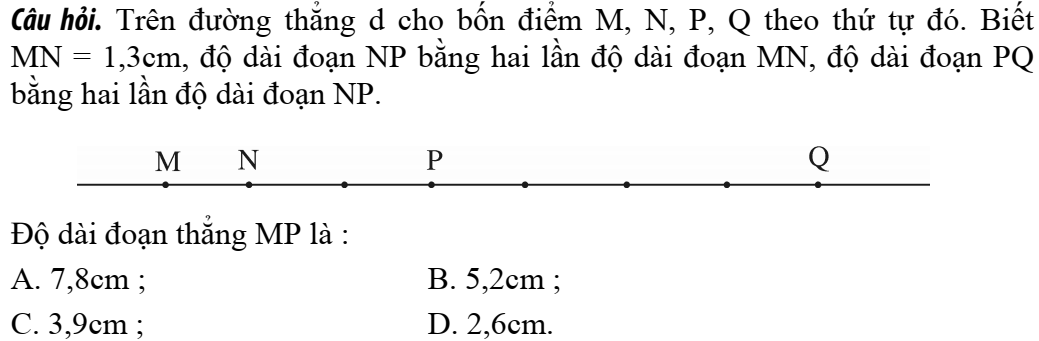 Câu hỏi. Trên đường thẳng d cho bốn điểm M, N, P, Q theo thứ tự đó. Biết
MN = 1,3cm, độ dài đoạn NP bằng hai lần độ dài đoạn MN, độ dài đoạn PQ
bằng hai lần độ dài đoạn NP.
M N P Q
Độ dài đoạn thẳng MP là :
A. 7,8cm ; B. 5,2cm ;
C. 3,9cm ; D. 2,6cm.